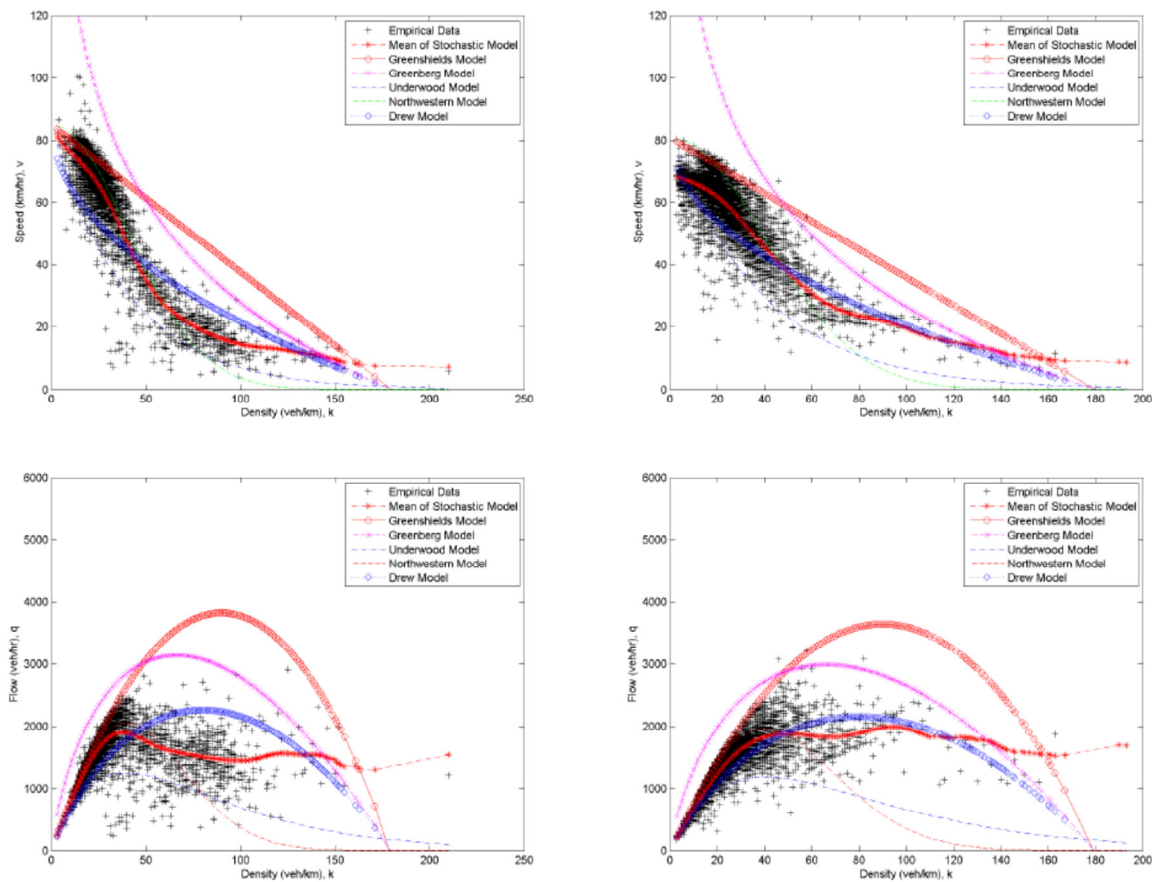 120
100
80
60
40
20
0
Speed (km/hr), v
0 50 100 150 200 250
Density (veh/km), k
Empirical Data
Mean of Stochastic Model
Greenshields Model
Greenberg Model
Underwood Model
Northwestern Model
Drew Model
120
100
80
60
40
20
0
Speed (km/hr), v
0 20 40 60 80 100 120 140 160 180 200
Density (veh/km), k
Empirical Data
Mean of Stochastic Model
Greenshields Model
Greenberg Model
Underwood Model
Northwestern Model
Drew Model
6000
5000
4000
3000
2000
1000
0
Flow (veh/hr), q
0 50 100 150 200 250
Density (veh/km), k
Empirical Data
Mean of Stochastic Model
Greenshields Model
Greenberg Model
Underwood Model
Northwestern Model
Drew Model
6000
5000
4000
3000
2000
1000
0
Flow (veh/hr), q
0 20 40 60 80 100 120 140 160 180 200
Density (veh/km), k
Empirical Data
Mean of Stochastic Model
Greenshields Model
Greenberg Model
Underwood Model
Northwestern Model
Drew Model